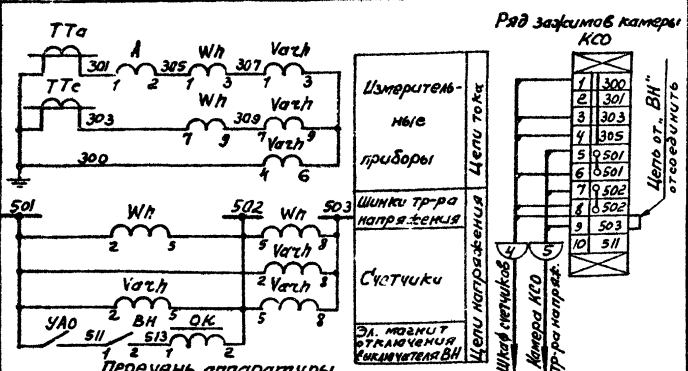 Ряд зажимов камеры
КСО
ТТа
301
А
1 2
305
Wh
1 3
307
Varh
1 3
ТТс
303
Wh
7 9
309
Varh
7 9
300
Varh
4 6
501
502
503
Wh
2 5
Wh
5 8
Varh
2 8
Varh
2 5
Varh
5 8
УАО
511
ВН
1 2
513
ОК
1 2
Измеритель-
ные
приборы
Цепи тока
Шинки тр-ра
напряжения
Счетчики
Эл. магнит
отключения
выключателя ВН
Цепи напряжения
1 300
2 301
3 303
4 305
5 501
6 501
7 502
8 502
9 503
10 511
Цепь от „ВН"
отсоединить
4
5
Шкаф счетчиков
Камера КСО
тр-ра напряж.
Перечень аппаратуры